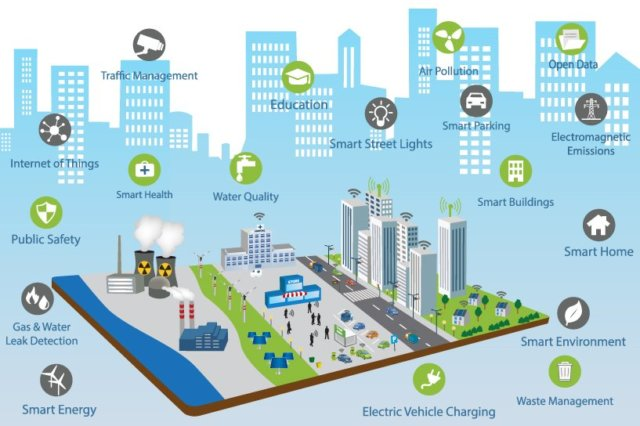 Traffic Management
Education
Air Pollution
Open Data
Internet of Things
Smart Street Lights
Smart Parking
Electromagnetic
Emissions
Smart Health
Water Quality
Smart Buildings
Public Safety
Smart Home
STORE
P
Gas & Water
Leak Detection
Smart Environment
Smart Energy
Electric Vehicle Charging
Waste Management